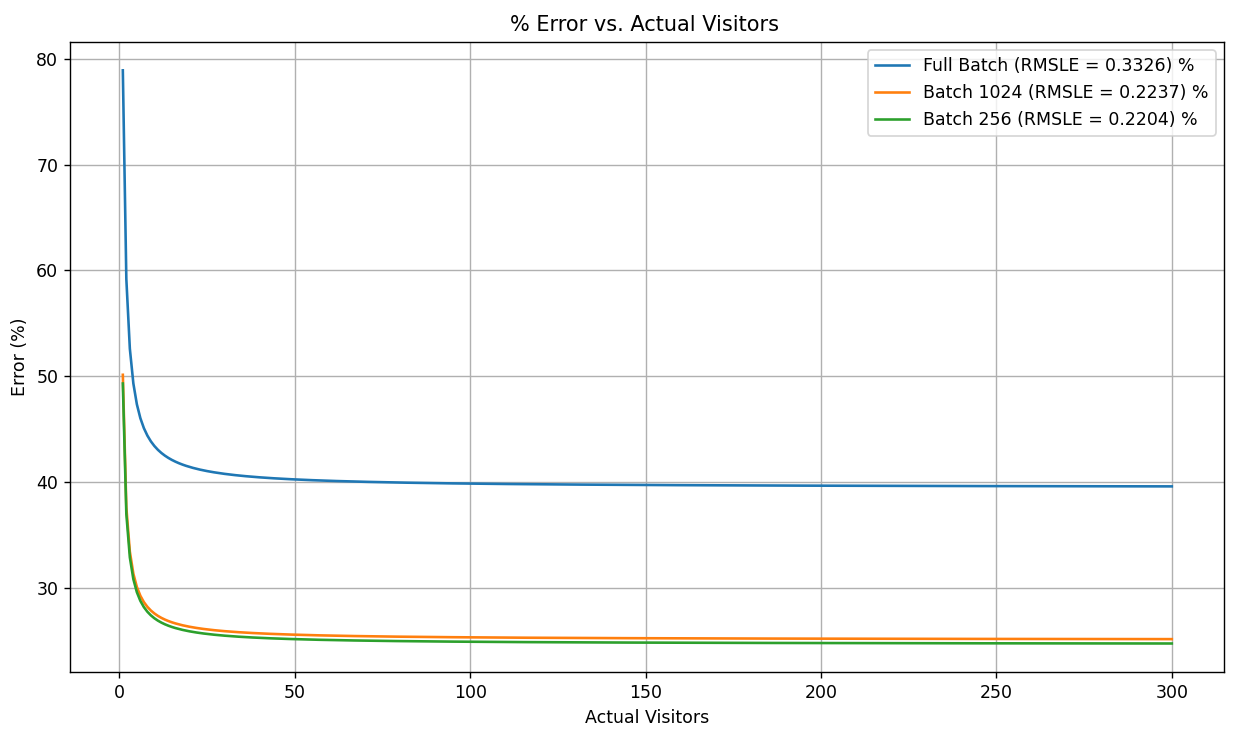 % Error vs. Actual Visitors
Full Batch (RMSLE = 0.3326) %
Batch 1024 (RMSLE = 0.2237) %
Batch 256 (RMSLE = 0.2204) %
Error (%)
80
70
60
50
40
30
0 50 100 150 200 250 300
Actual Visitors